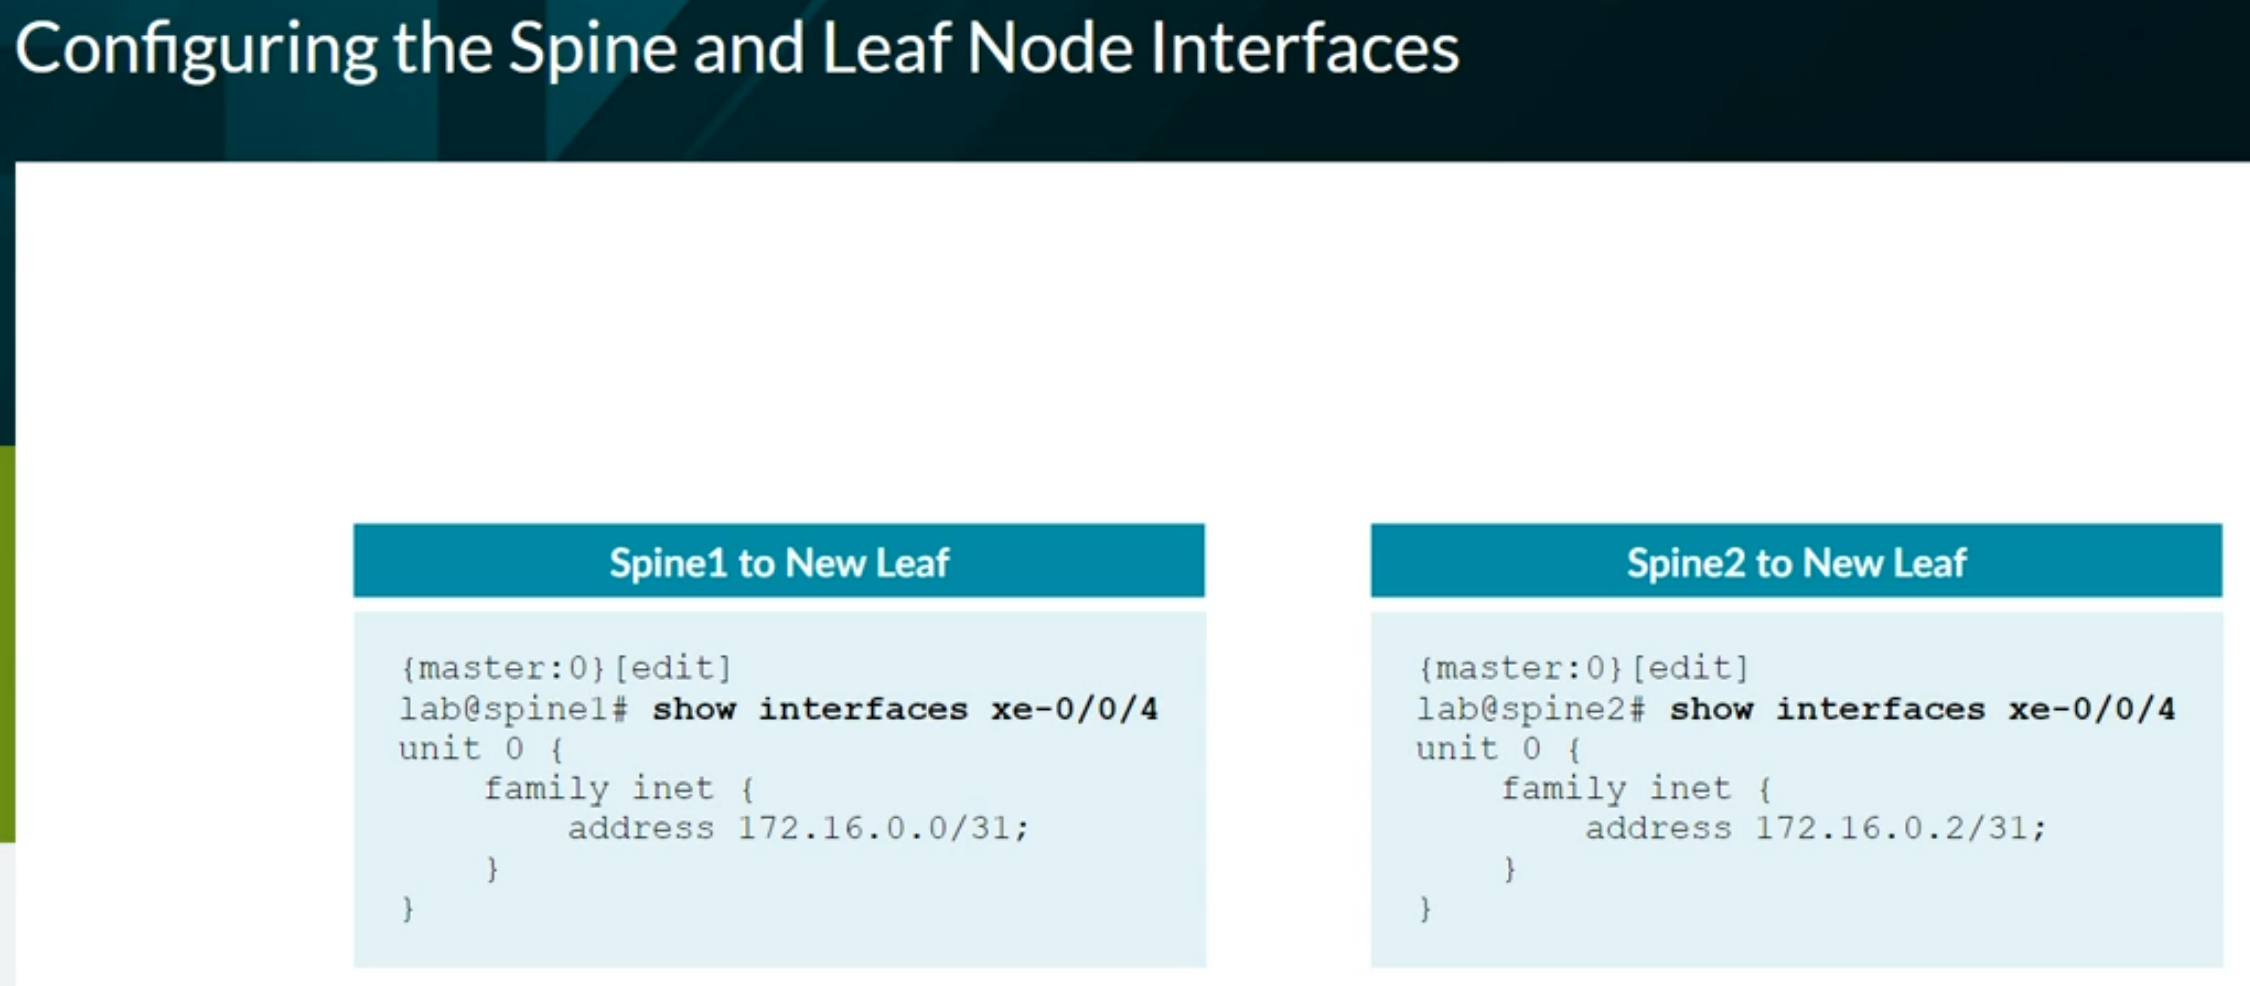 Configuring the Spine and Leaf Node Interfaces
Spine1 to New Leaf
{master:0}[edit]
lab@spine1# show interfaces xe-0/0/4
unit 0 {
    family inet {
        address 172.16.0.0/31;
    }
}
Spine2 to New Leaf
{master:0}[edit]
lab@spine2# show interfaces xe-0/0/4
unit 0 {
    family inet {
        address 172.16.0.2/31;
    }
}